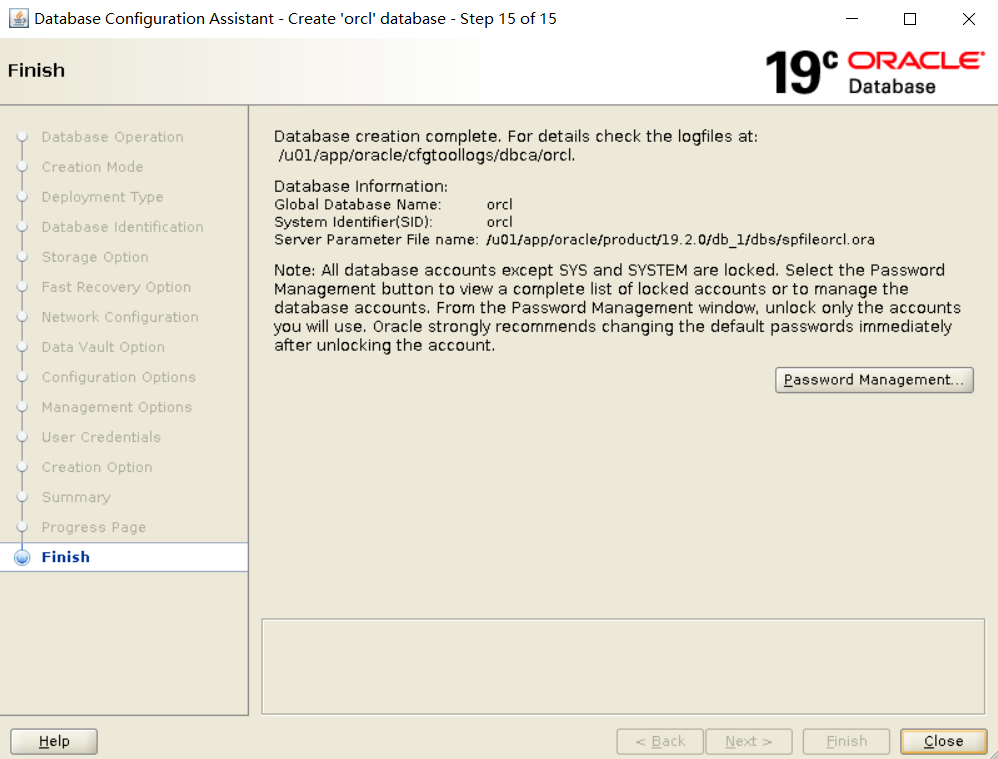 Database Configuration Assistant - Create 'orcl' database - Step 15 of 15
Finish
19c ORACLE
Database
Database Operation
Creation Mode
Deployment Type
Database Identification
Storage Option
Fast Recovery Option
Network Configuration
Data Vault Option
Configuration Options
Management Options
User Credentials
Creation Option
Summary
Progress Page
Finish
Database creation complete. For details check the logfiles at:
/u01/app/oracle/cfgtoollogs/dbca/orcl.
Database Information:
Global Database Name: orcl
System Identifier(SID): orcl
Server Parameter File name: /u01/app/oracle/product/19.2.0/db_1/dbs/spfileorcl.ora
Note: All database accounts except SYS and SYSTEM are locked. Select the Password
Management button to view a complete list of locked accounts or to manage the
database accounts. From the Password Management window, unlock only the accounts
you will use. Oracle strongly recommends changing the default passwords immediately
after unlocking the account.
Password Management...
Help
< Back
Next >
Finish
Close